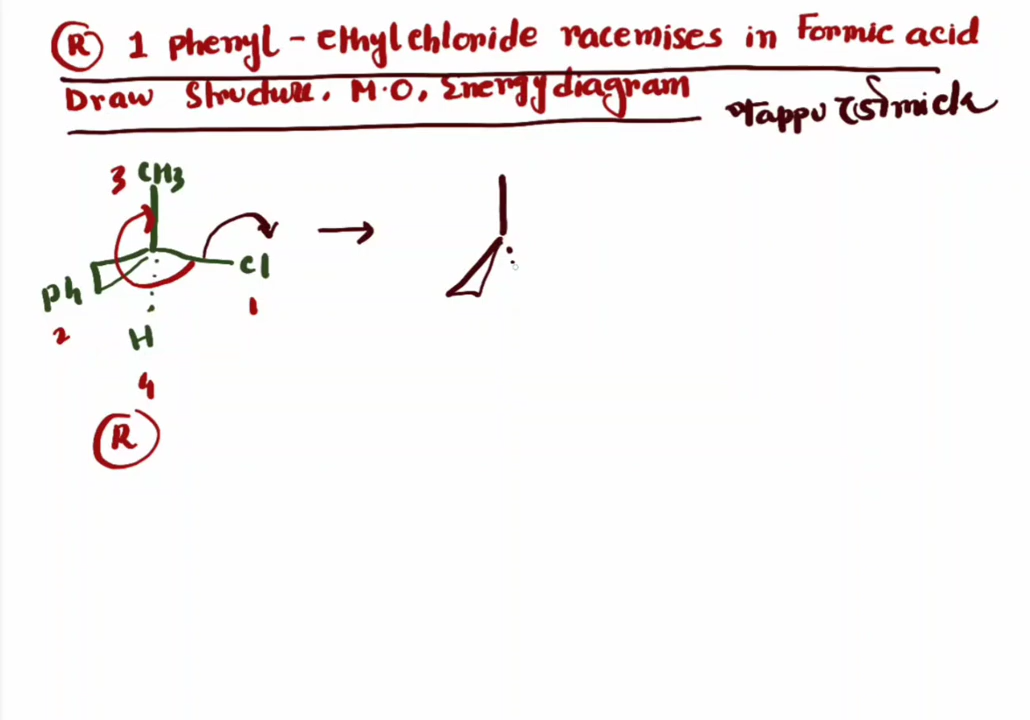 R 1 phenyl - ethylchloride racemises in Formic acid
Draw Structure. M.O, Energy diagram
3 CH3
Cl
Ph
1
2
H
4
R